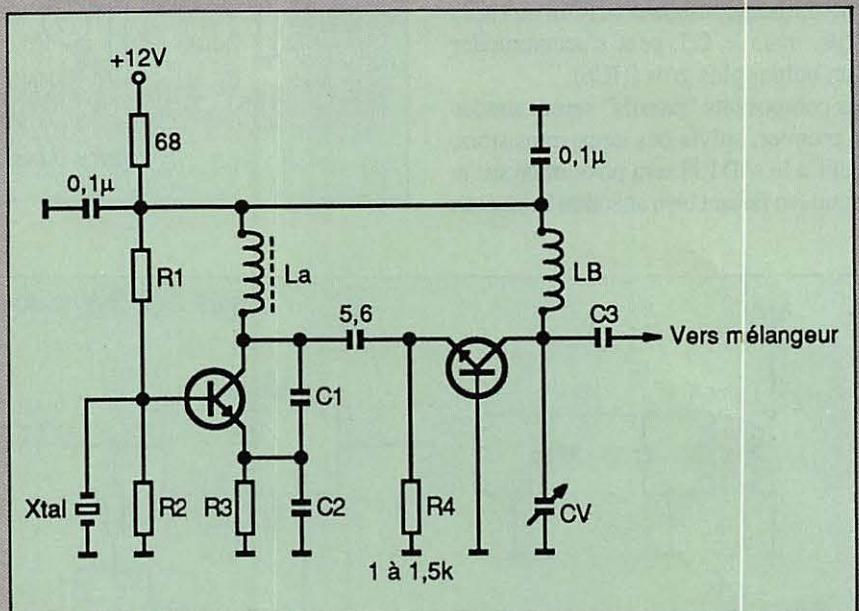 +12V
68
0,1µ
0,1µ
R1
La
LB
5,6
C3
Vers mélangeur
C1
Xtal
R2
R3
C2
R4
CV
1 à 1,5k